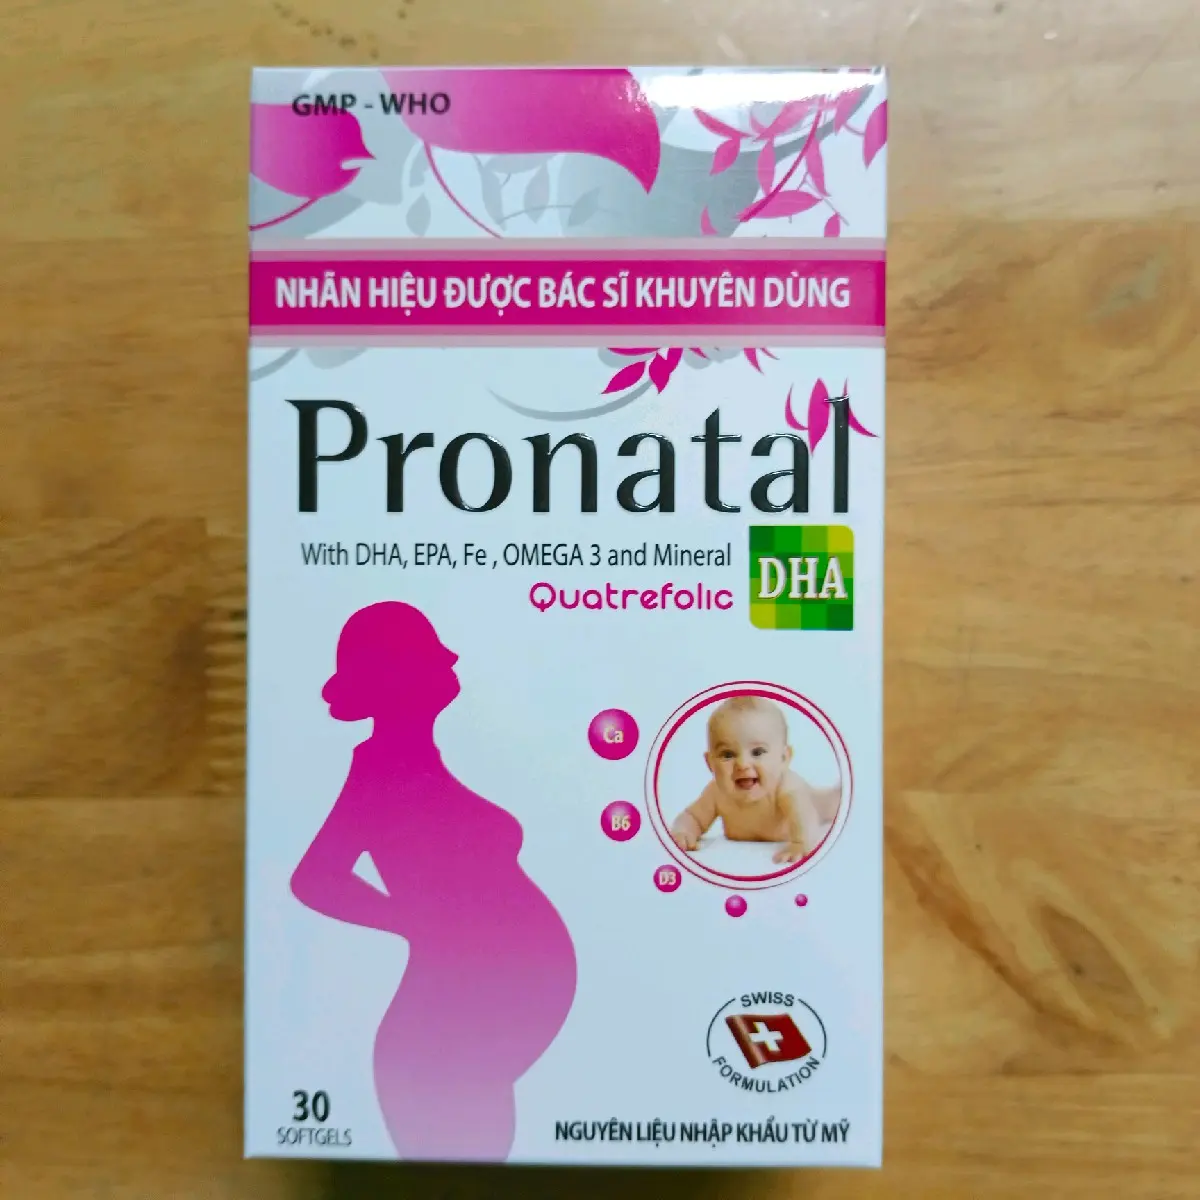 GMP - WHO
NHÃN HIỆU ĐƯỢC BÁC SĨ KHUYÊN DÙNG
Pronatal
With DHA, EPA, Fe , OMEGA 3 and Mineral
Quatrefolic
DHA
Ca
B6
D3
SWISS
FORMULATION
30
SOFTGELS
NGUYÊN LIỆU NHẬP KHẨU TỪ MỸ